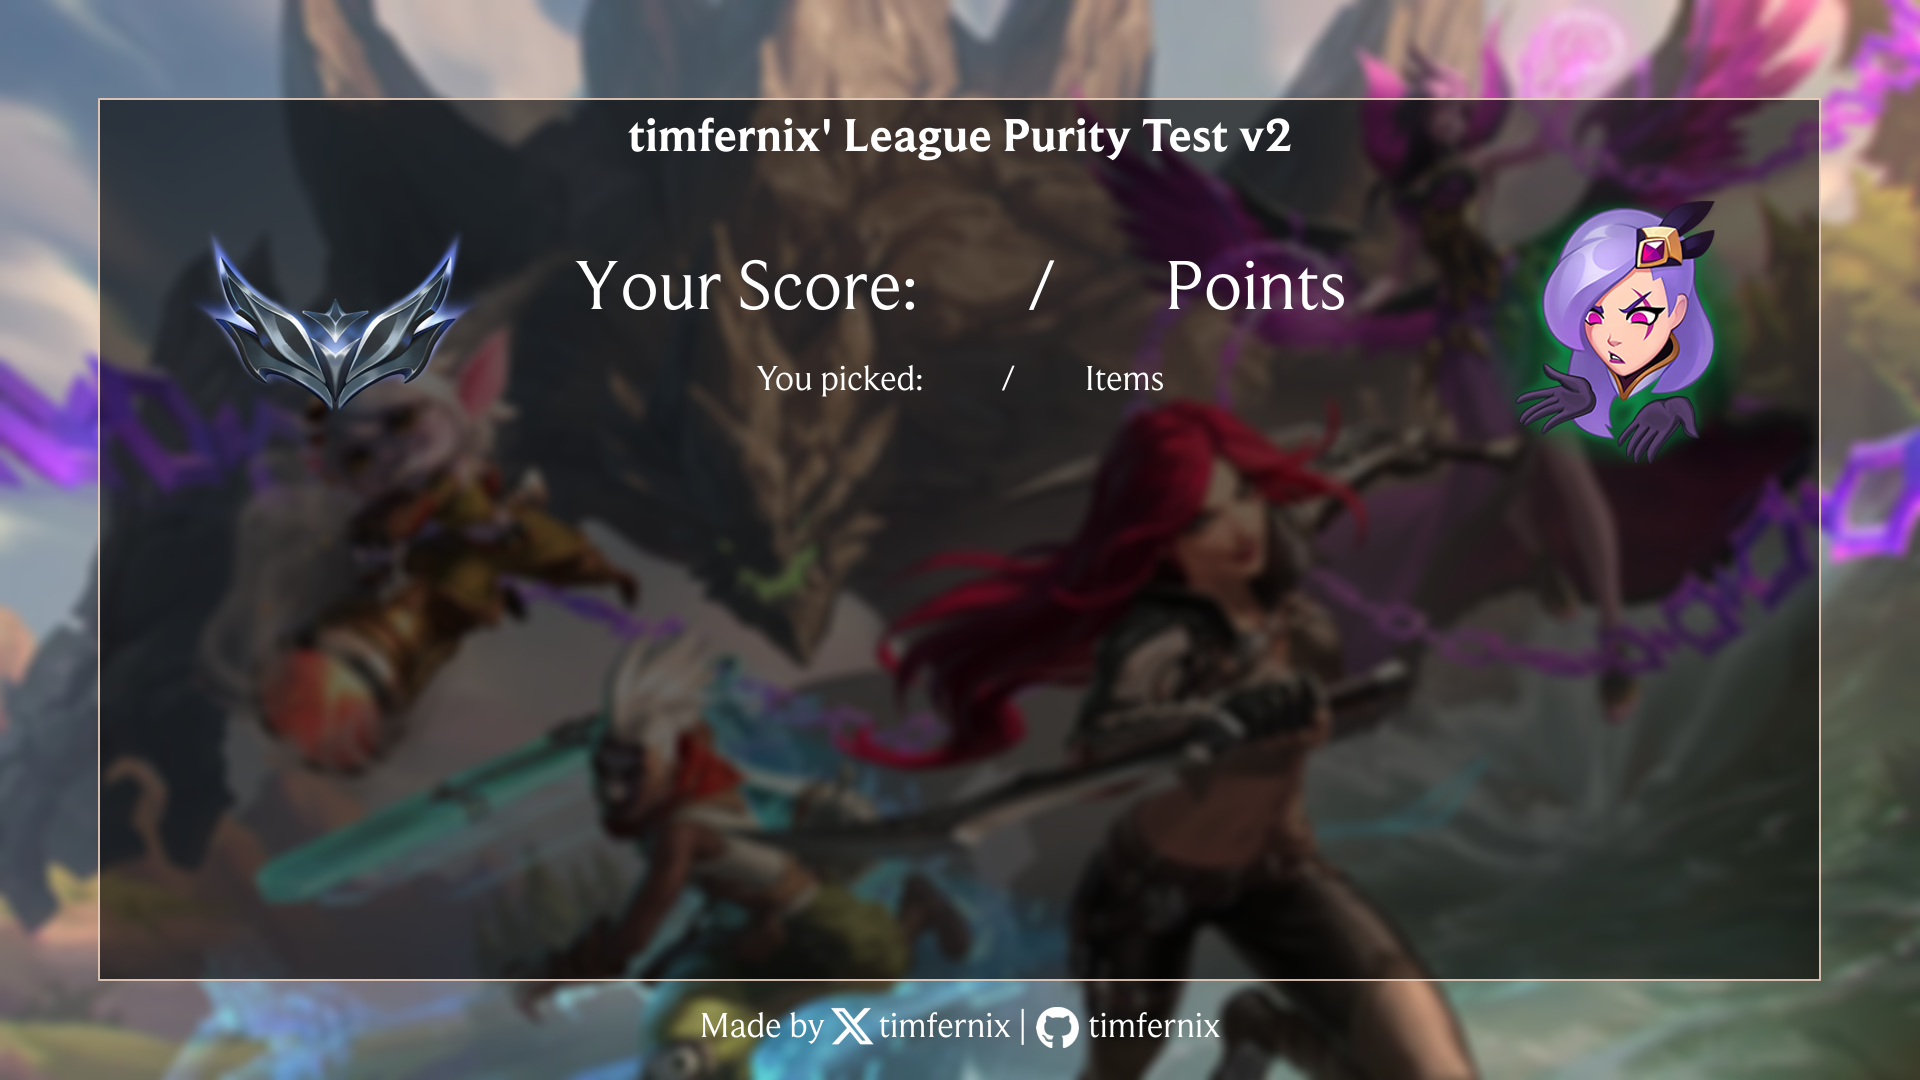 timfernix' League Purity Test v2
Your Score: / Points
You picked: / Items
Made by timfernix | timfernix